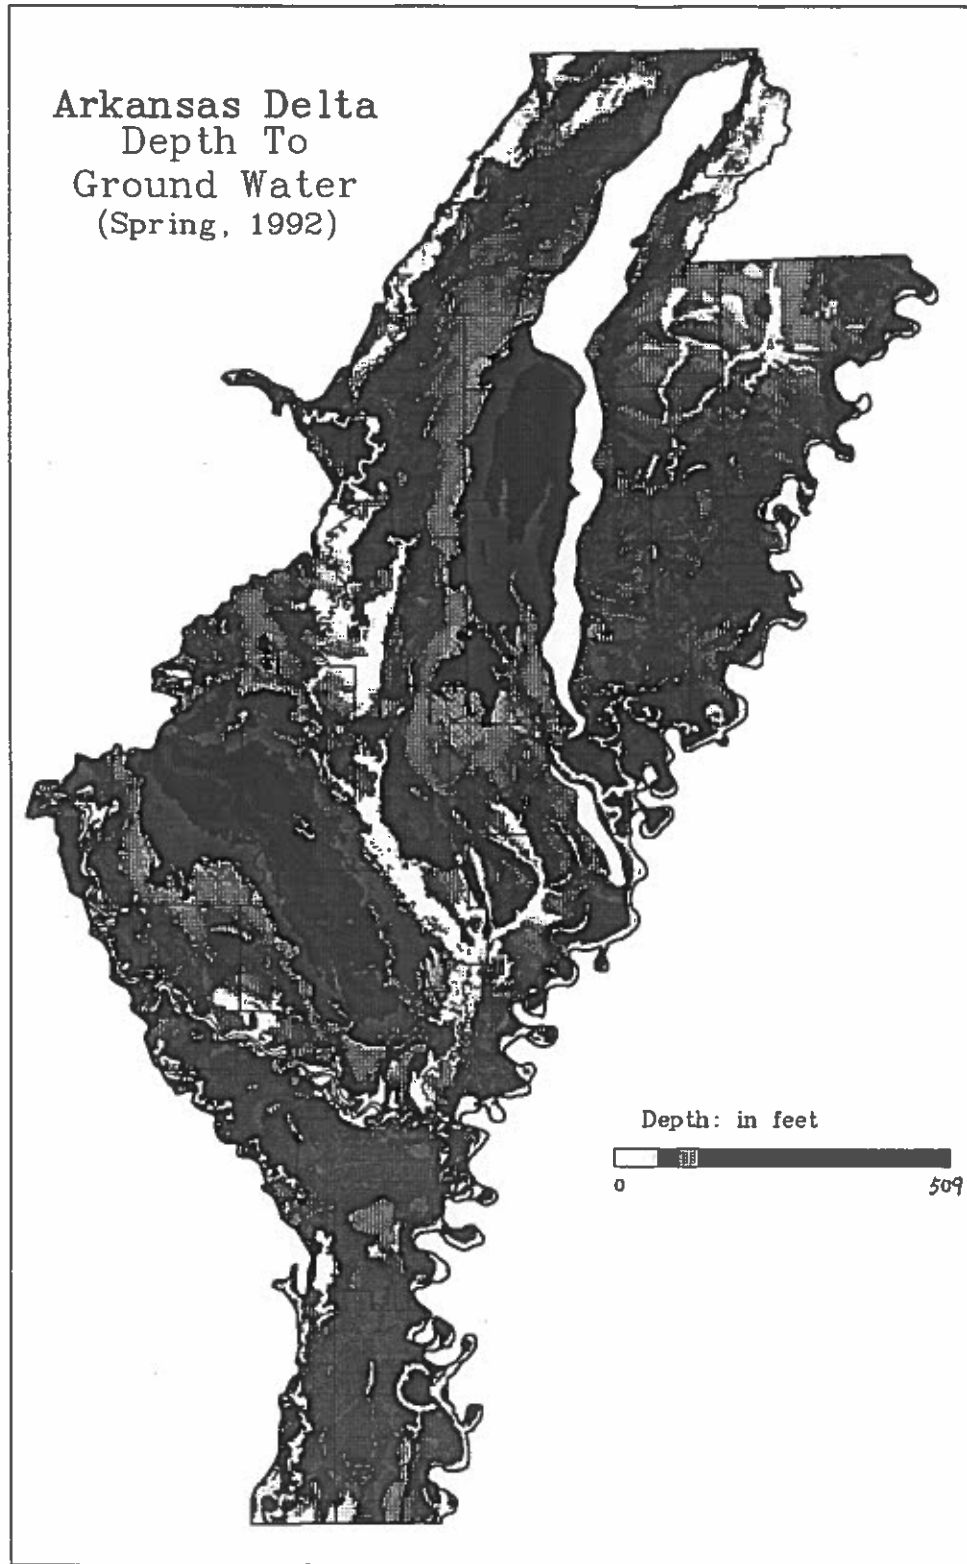 Arkansas Delta
Depth To
Ground Water
(Spring, 1992)
Depth: in feet
0
509